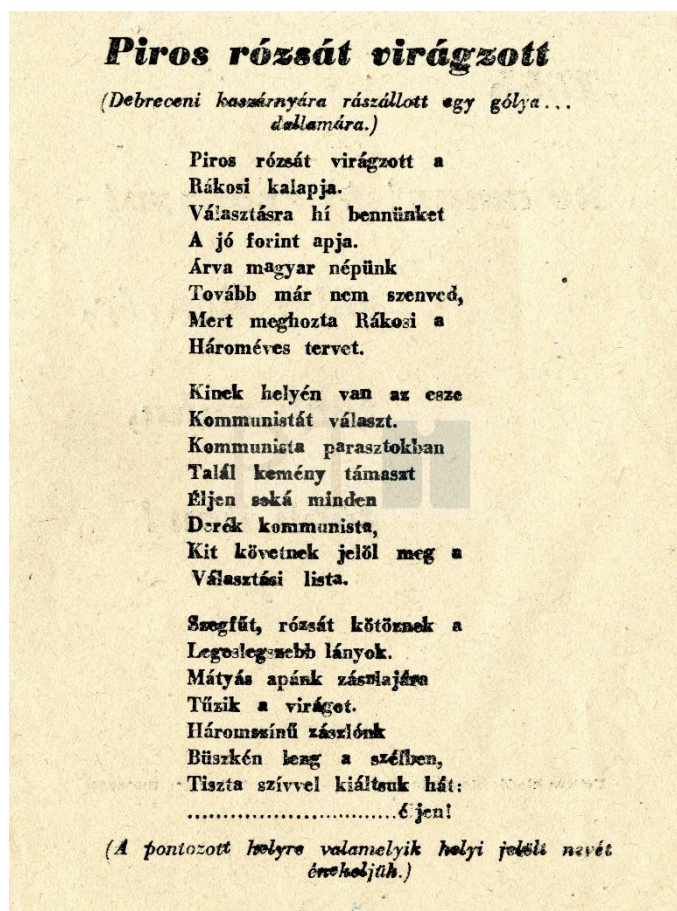 Piros rózsát virágzott
(Debreceni kaszárnyára rászállott egy gólya...
dallamára.)
Piros rózsát virágzott a
Rákosi kalapja.
Választásra hí bennünket
A jó forint apja.
Árva magyar népünk
Tovább már nem szenved,
Mert meghozta Rákosi a
Hároméves tervet.
Kinek helyén van az esze
Kommunistát választ.
Kommunista parasztokban
Talál kemény támaszt
Éljen soká minden
Derék kommunista,
Kit követnek jelöl meg a
Választási lista.
Szegfűt, rózsát kötöznek a
Legeslegszebb lányok.
Mátyás apánk zászlajára
Tűzik a virágot.
Háromszínű zászlónk
Büszkén leng a szélben,
Tiszta szívvel kiáltsuk hát:
..............................éljen!
(A pontozott helyre valamelyik helyi jelölt nevét
énekeljük.)